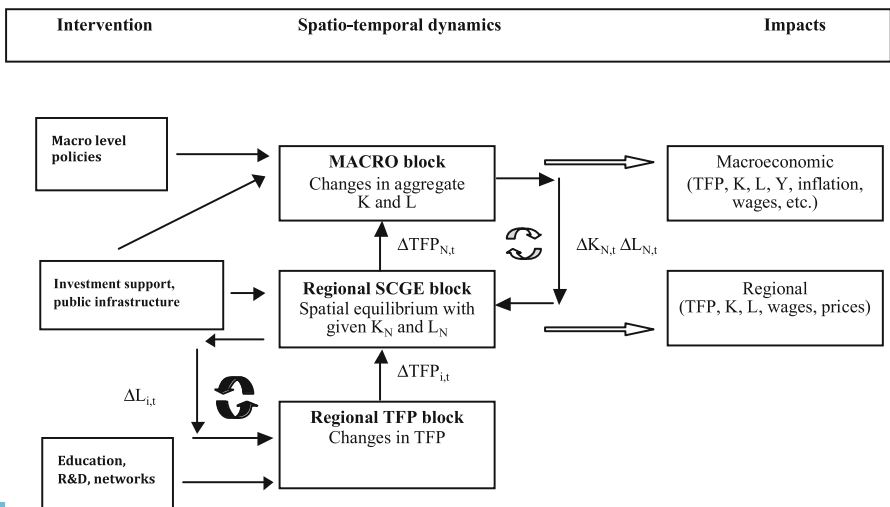 Intervention
Spatio-temporal dynamics
Impacts
Macro level
policies
MACRO block
Changes in aggregate
K and L
Macroeconomic
(TFP, K, L, Y, inflation,
wages, etc.)
ΔTFP_N,t
ΔK_N,t ΔL_N,t
Investment support,
public infrastructure
Regional SCGE block
Spatial equilibrium with
given K_N and L_N
Regional
(TFP, K, L, wages, prices)
ΔTFP_i,t
ΔL_i,t
Regional TFP block
Changes in TFP
Education,
R&D, networks